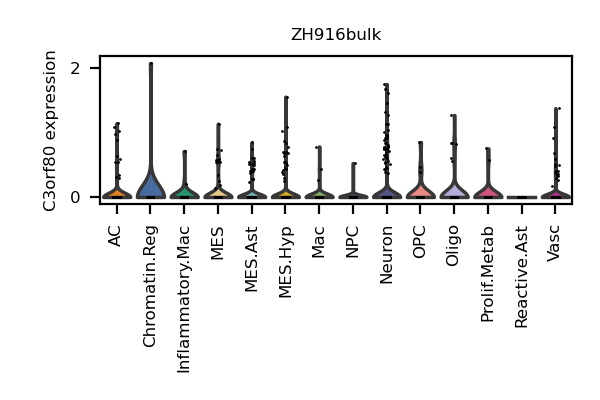 ZH916bulk
C3orf80 expression
2
0
AC
Chromatin.Reg
Inflammatory.Mac
MES
MES.Ast
MES.Hyp
Mac
NPC
Neuron
OPC
Oligo
Prolif.Metab
Reactive.Ast
Vasc